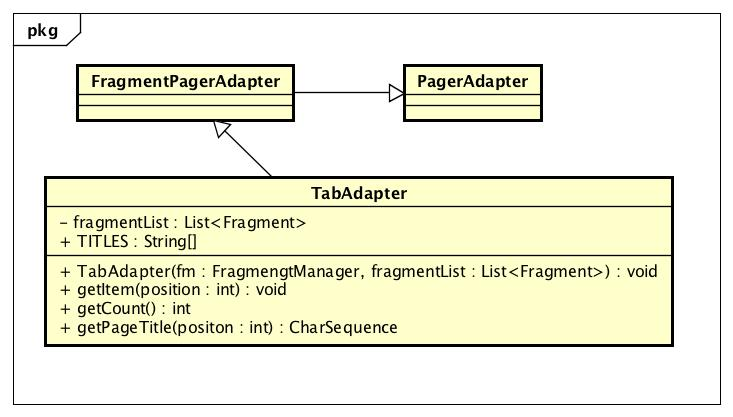 pkg
FragmentPagerAdapter
PagerAdapter
TabAdapter
- fragmentList : List<Fragment>
+ TITLES : String[]
+ TabAdapter(fm : FragmengtManager, fragmentList : List<Fragment>) : void
+ getItem(position : int) : void
+ getCount() : int
+ getPageTitle(positon : int) : CharSequence